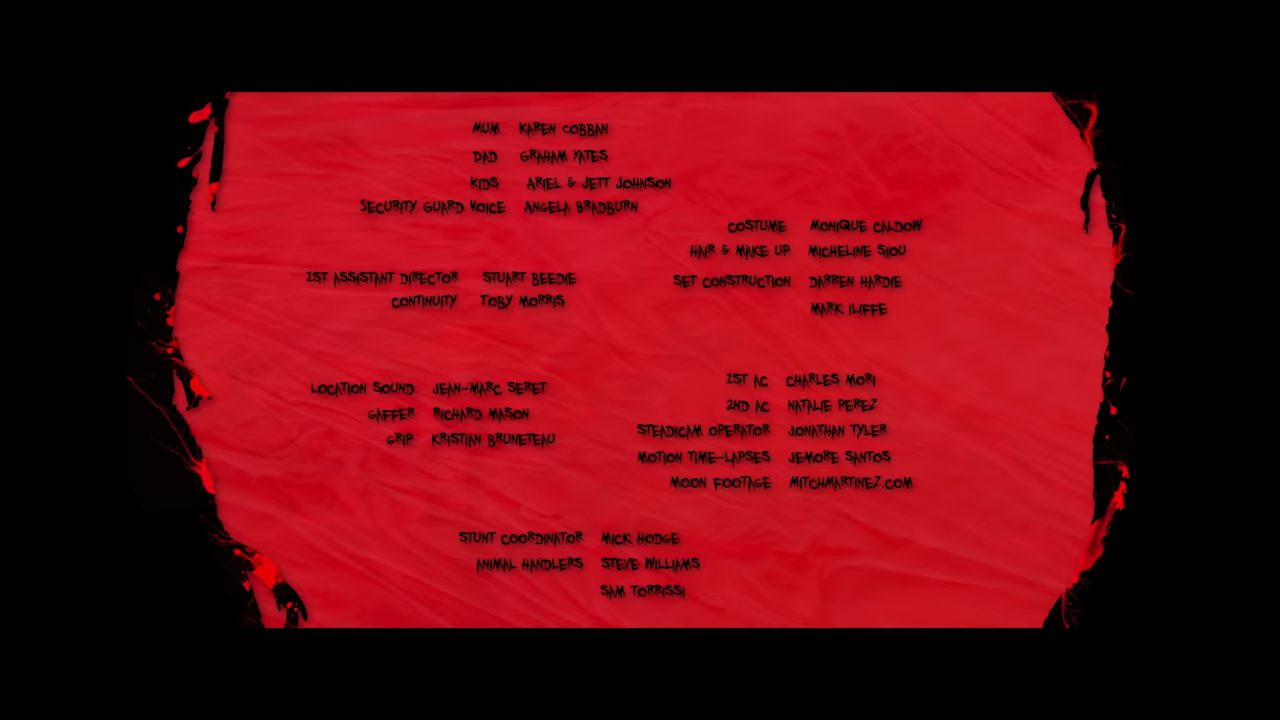 MUM KAREN COBBAN
DAD GRAHAM YATES
KIDS ARIEL & JETT JOHNSON
SECURITY GUARD VOICE ANGELA BRADBURN
COSTUME MONIQUE CALDOW
HAIR & MAKE UP MICHELINE SIOU
SET CONSTRUCTION DARREN HARDIE
MARK ILIFFE
1ST ASSISTANT DIRECTOR STUART BEEDIE
CONTINUITY TOBY MORRIS
LOCATION SOUND JEAN-MARC SERET
GAFFER RICHARD MASON
GRIP KRISTIAN BRUNETEAU
1ST AC CHARLES MORI
2ND AC NATALIE PEREZ
STEADICAM OPERATOR JONATHAN TYLER
MOTION TIME-LAPSES JEMORE SANTOS
MOON FOOTAGE MITCHMARTINEZ.COM
STUNT COORDINATOR MICK HODGE
ANIMAL HANDLERS STEVE WILLIAMS
SAM TORRISSI